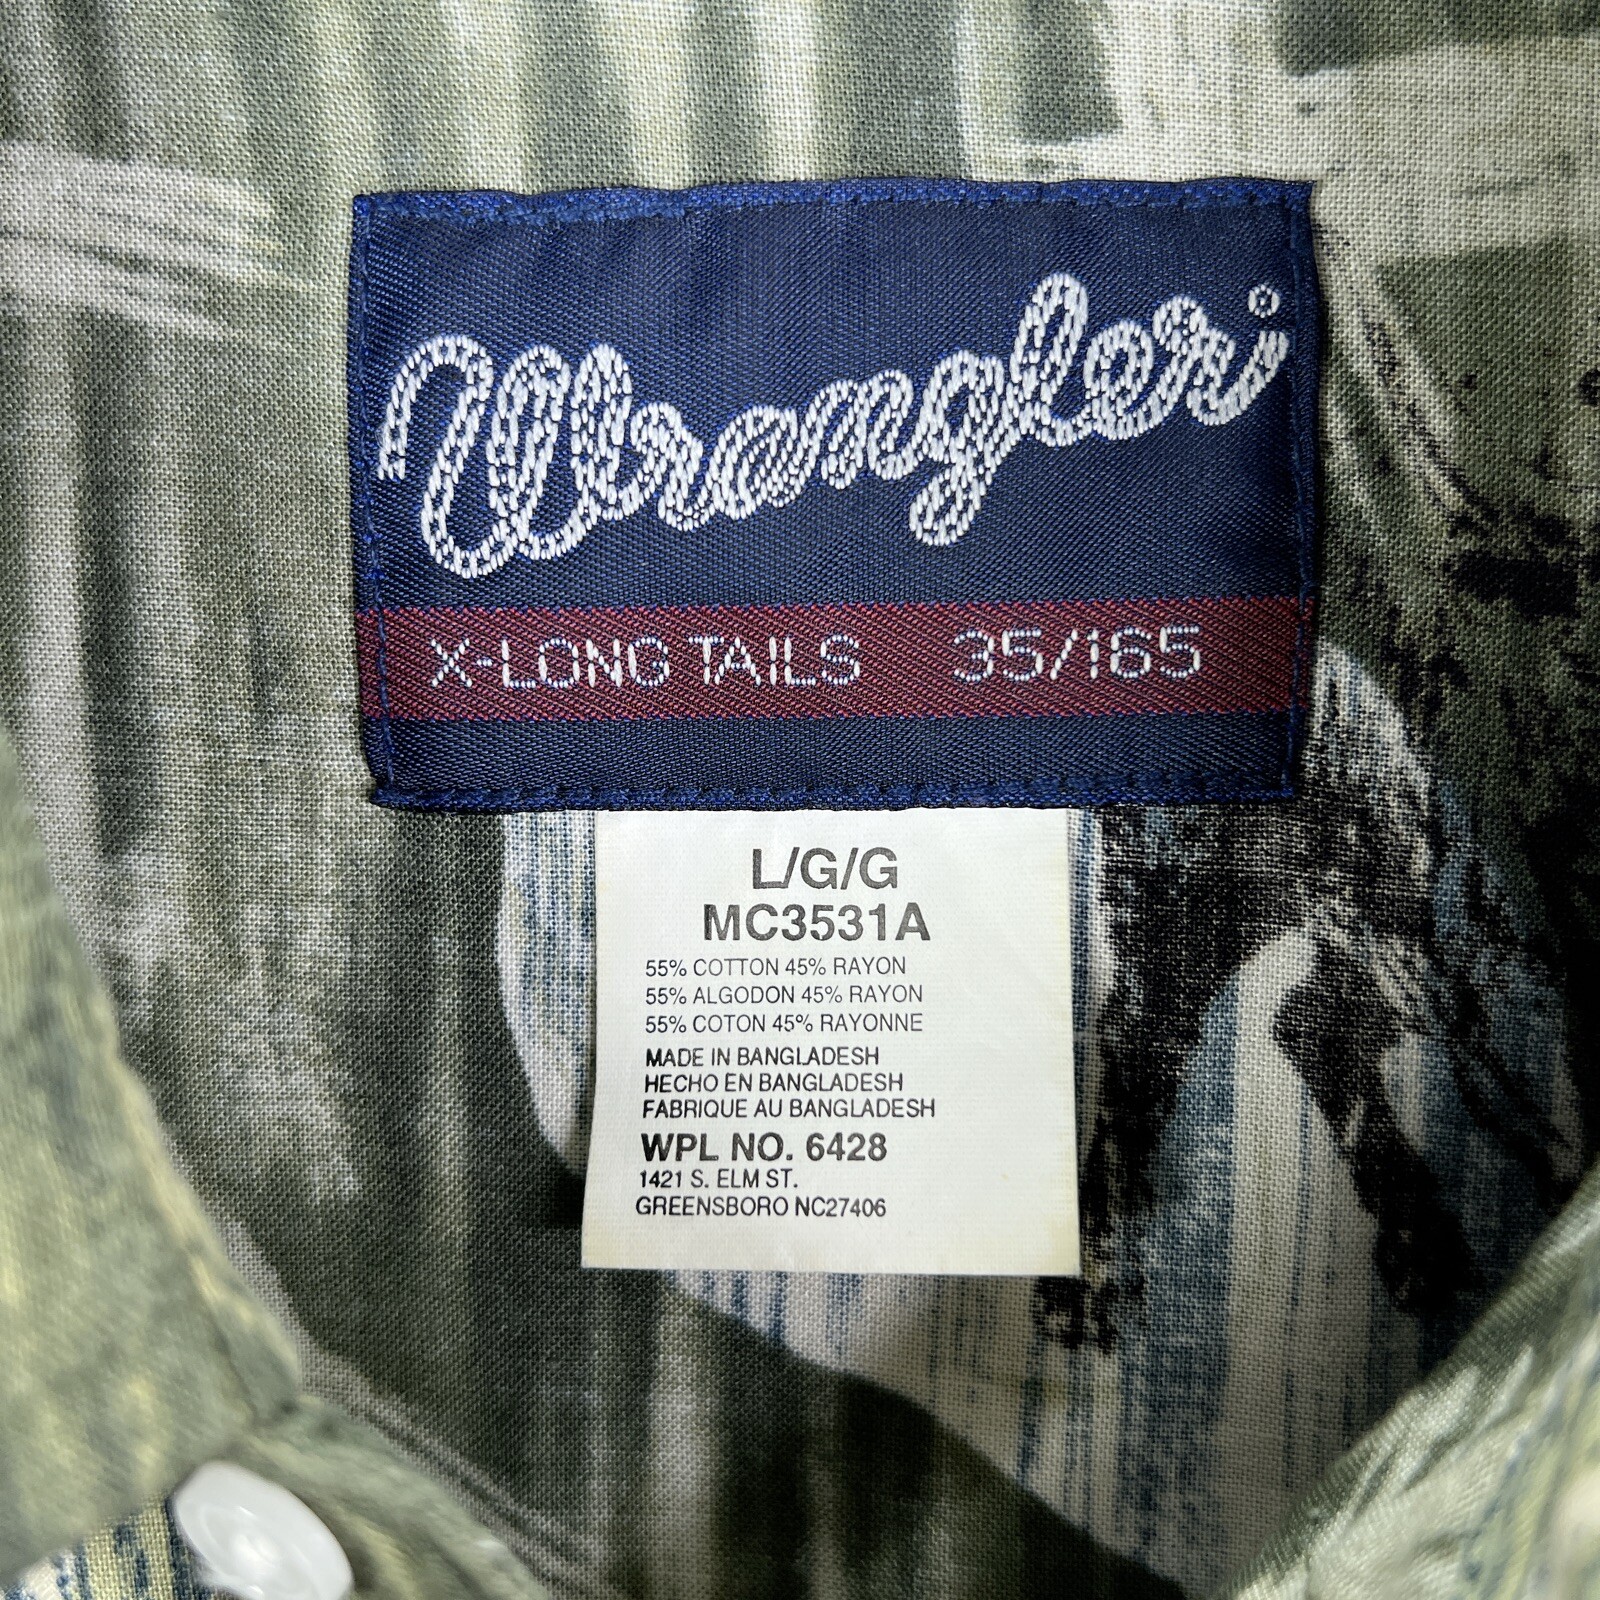 Wrangler®
X-LONG TAILS 35/165
L/G/G
MC3531A
55% COTTON 45% RAYON
55% ALGODON 45% RAYON
55% COTON 45% RAYONNE
MADE IN BANGLADESH
HECHO EN BANGLADESH
FABRIQUE AU BANGLADESH
WPL NO. 6428
1421 S. ELM ST.
GREENSBORO NC27406